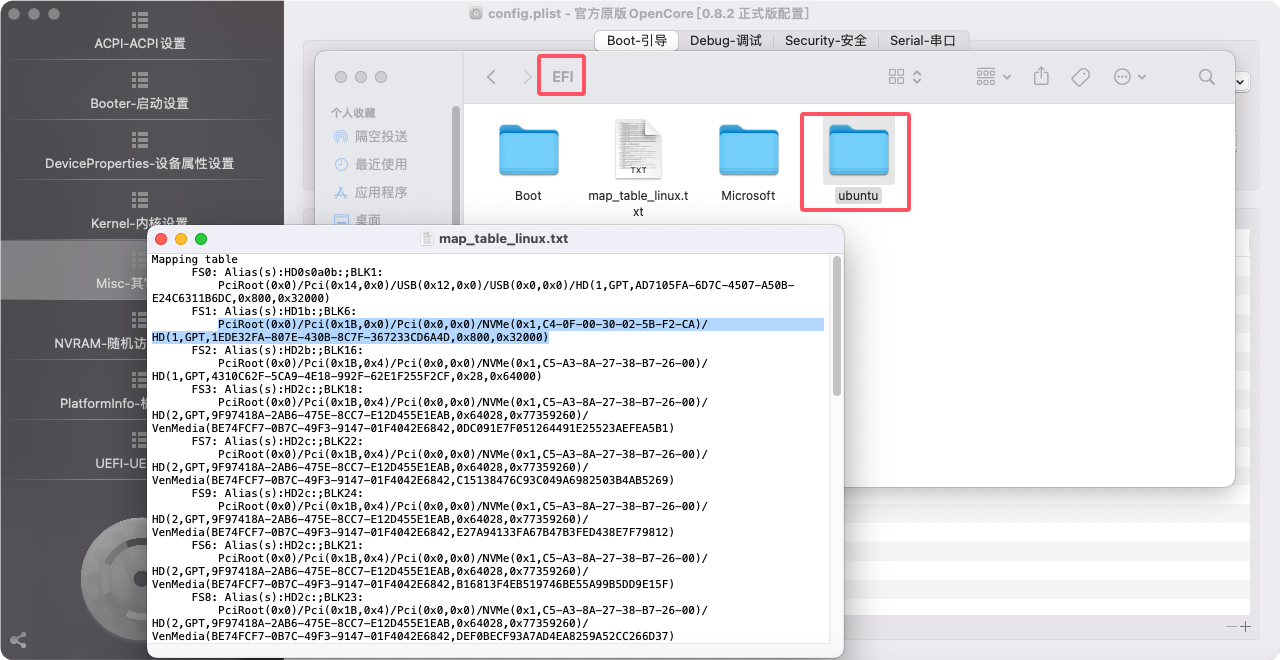 config.plist - 官方原版OpenCore[0.8.2 正式版配置]
ACPI-ACPI设置
Booter-启动设置
DeviceProperties-设备属性设置
Kernel-内核设置
Misc-其
NVRAM-随机访
PlatformInfo-机
UEFI-UE
Boot-引导
Debug-调试
Security-安全
Serial-串口
EFI
个人收藏
隔空投送
最近使用
应用程序
桌面
Boot
TXT
map_table_linux.t
xt
Microsoft
ubuntu
map_table_linux.txt
Mapping table
FS0: Alias(s):HD0s0a0b:;BLK1:
PciRoot(0x0)/Pci(0x14,0x0)/USB(0x12,0x0)/USB(0x0,0x0)/HD(1,GPT,AD7105FA-6D7C-4507-A50B-
E24C6311B6DC,0x800,0x32000)
FS1: Alias(s):HD1b:;BLK6:
PciRoot(0x0)/Pci(0x1B,0x0)/Pci(0x0,0x0)/NVMe(0x1,C4-0F-00-30-02-5B-F2-CA)/
HD(1,GPT,1EDE32FA-807E-430B-8C7F-367233CD6A4D,0x800,0x32000)
FS2: Alias(s):HD2b:;BLK16:
PciRoot(0x0)/Pci(0x1B,0x4)/Pci(0x0,0x0)/NVMe(0x1,C5-A3-8A-27-38-B7-26-00)/
HD(1,GPT,4310C62F-5CA9-4E18-992F-62E1F255F2CF,0x28,0x64000)
FS3: Alias(s):HD2c:;BLK18:
PciRoot(0x0)/Pci(0x1B,0x4)/Pci(0x0,0x0)/NVMe(0x1,C5-A3-8A-27-38-B7-26-00)/
HD(2,GPT,9F97418A-2AB6-475E-8CC7-E12D455E1EAB,0x64028,0x77359260)/
VenMedia(BE74FCF7-0B7C-49F3-9147-01F4042E6842,0DC091E7F051264491E25523AEFEA5B1)
FS7: Alias(s):HD2c:;BLK22:
PciRoot(0x0)/Pci(0x1B,0x4)/Pci(0x0,0x0)/NVMe(0x1,C5-A3-8A-27-38-B7-26-00)/
HD(2,GPT,9F97418A-2AB6-475E-8CC7-E12D455E1EAB,0x64028,0x77359260)/
VenMedia(BE74FCF7-0B7C-49F3-9147-01F4042E6842,C15138476C93C049A6982503B4AB5269)
FS9: Alias(s):HD2c:;BLK24:
PciRoot(0x0)/Pci(0x1B,0x4)/Pci(0x0,0x0)/NVMe(0x1,C5-A3-8A-27-38-B7-26-00)/
HD(2,GPT,9F97418A-2AB6-475E-8CC7-E12D455E1EAB,0x64028,0x77359260)/
VenMedia(BE74FCF7-0B7C-49F3-9147-01F4042E6842,E27A94133FA67B47B3FED438E7F79812)
FS6: Alias(s):HD2c:;BLK21:
PciRoot(0x0)/Pci(0x1B,0x4)/Pci(0x0,0x0)/NVMe(0x1,C5-A3-8A-27-38-B7-26-00)/
HD(2,GPT,9F97418A-2AB6-475E-8CC7-E12D455E1EAB,0x64028,0x77359260)/
VenMedia(BE74FCF7-0B7C-49F3-9147-01F4042E6842,B16813F4EB519746BE55A99B5DD9E15F)
FS8: Alias(s):HD2c:;BLK23:
PciRoot(0x0)/Pci(0x1B,0x4)/Pci(0x0,0x0)/NVMe(0x1,C5-A3-8A-27-38-B7-26-00)/
HD(2,GPT,9F97418A-2AB6-475E-8CC7-E12D455E1EAB,0x64028,0x77359260)/
VenMedia(BE74FCF7-0B7C-49F3-9147-01F4042E6842,DEF0BECF93A7AD4EA8259A52CC266D37)